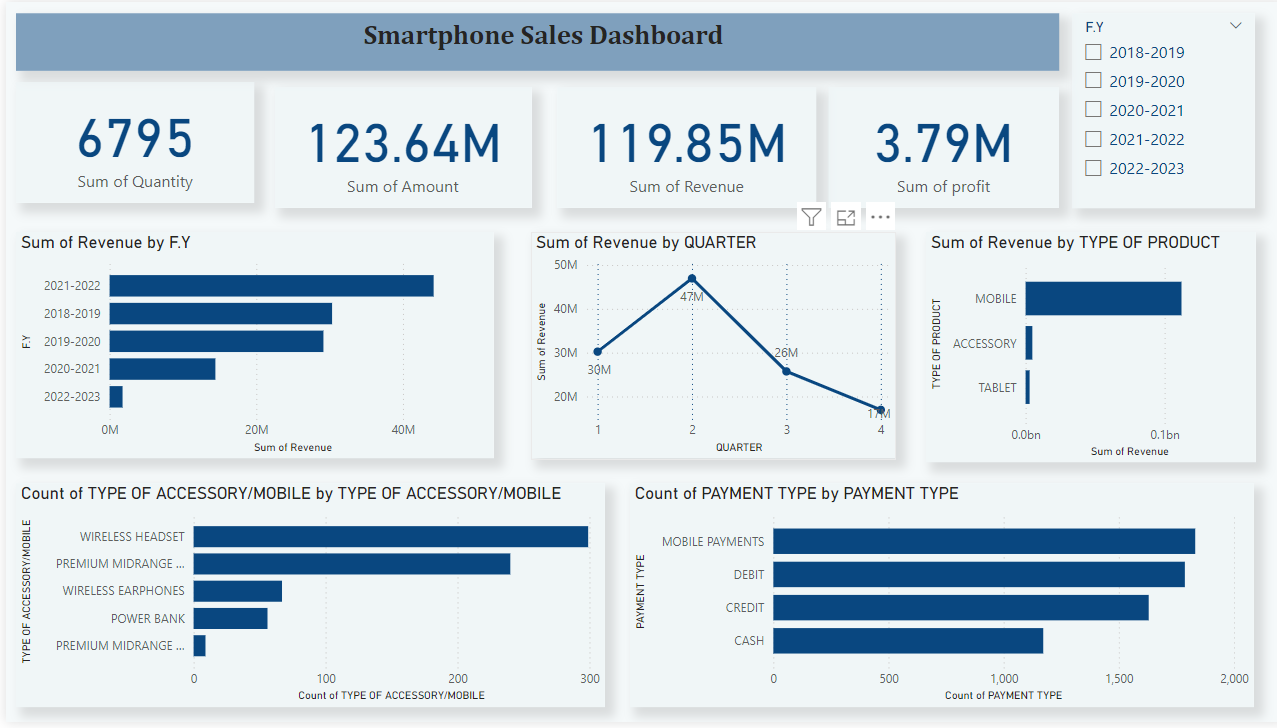 Smartphone Sales Dashboard
F.Y
2018-2019
2019-2020
2020-2021
2021-2022
2022-2023
6795
Sum of Quantity
123.64M
Sum of Amount
119.85M
Sum of Revenue
3.79M
Sum of profit
Sum of Revenue by F.Y
F.Y
2021-2022
2018-2019
2019-2020
2020-2021
2022-2023
0M 20M 40M
Sum of Revenue
Sum of Revenue by QUARTER
Sum of Revenue
50M
40M
30M
20M
30M
47M
26M
17M
1 2 3 4
QUARTER
Sum of Revenue by TYPE OF PRODUCT
TYPE OF PRODUCT
MOBILE
ACCESSORY
TABLET
0.0bn 0.1bn
Sum of Revenue
Count of TYPE OF ACCESSORY/MOBILE by TYPE OF ACCESSORY/MOBILE
TYPE OF ACCESSORY/MOBILE
WIRELESS HEADSET
PREMIUM MIDRANGE ...
WIRELESS EARPHONES
POWER BANK
PREMIUM MIDRANGE ...
0 100 200 300
Count of TYPE OF ACCESSORY/MOBILE
Count of PAYMENT TYPE by PAYMENT TYPE
PAYMENT TYPE
MOBILE PAYMENTS
DEBIT
CREDIT
CASH
0 500 1,000 1,500 2,000
Count of PAYMENT TYPE